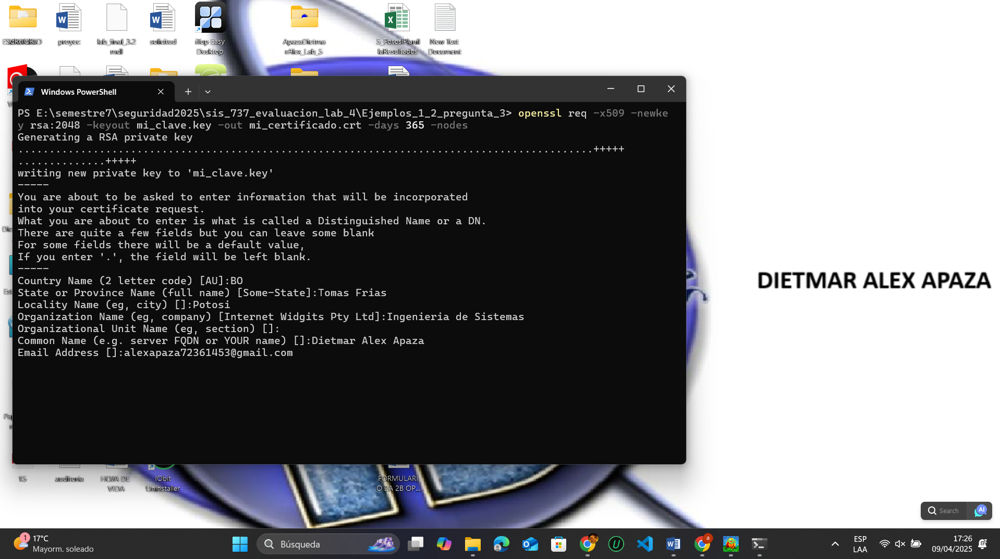 ESCRITORIO
proyec
lab_final_3.2
mdl
solicitud
iTop Easy
Desktop
ApazaDietma
rAlex_Lab_5
5_PotosiPlanil
laResultados
New Text
Document
Windows PowerShell
PS E:\semestre7\seguridad2025\sis_737_evaluacion_lab_4\Ejemplos_1_2_pregunta_3> openssl req -x509 -newke
y rsa:2048 -keyout mi_clave.key -out mi_certificado.crt -days 365 -nodes
Generating a RSA private key
............................................................................................+++++
..............+++++
writing new private key to 'mi_clave.key'
-----
You are about to be asked to enter information that will be incorporated
into your certificate request.
What you are about to enter is what is called a Distinguished Name or a DN.
There are quite a few fields but you can leave some blank
For some fields there will be a default value,
If you enter '.', the field will be left blank.
-----
Country Name (2 letter code) [AU]:BO
State or Province Name (full name) [Some-State]:Tomas Frias
Locality Name (eg, city) []:Potosi
Organization Name (eg, company) [Internet Widgits Pty Ltd]:Ingenieria de Sistemas
Organizational Unit Name (eg, section) []:
Common Name (e.g. server FQDN or YOUR name) []:Dietmar Alex Apaza
Email Address []:alexapaza72361453@gmail.com
DIETMAR ALEX APAZA
15
auditoria
HOJA DE
VIDA
IObit
Uninstaller
FORMULARI
O 2A 2B OP...
Search
AI
1
17°C
Mayorm. soleado
Búsqueda
ESP
LAA
17:26
09/04/2025